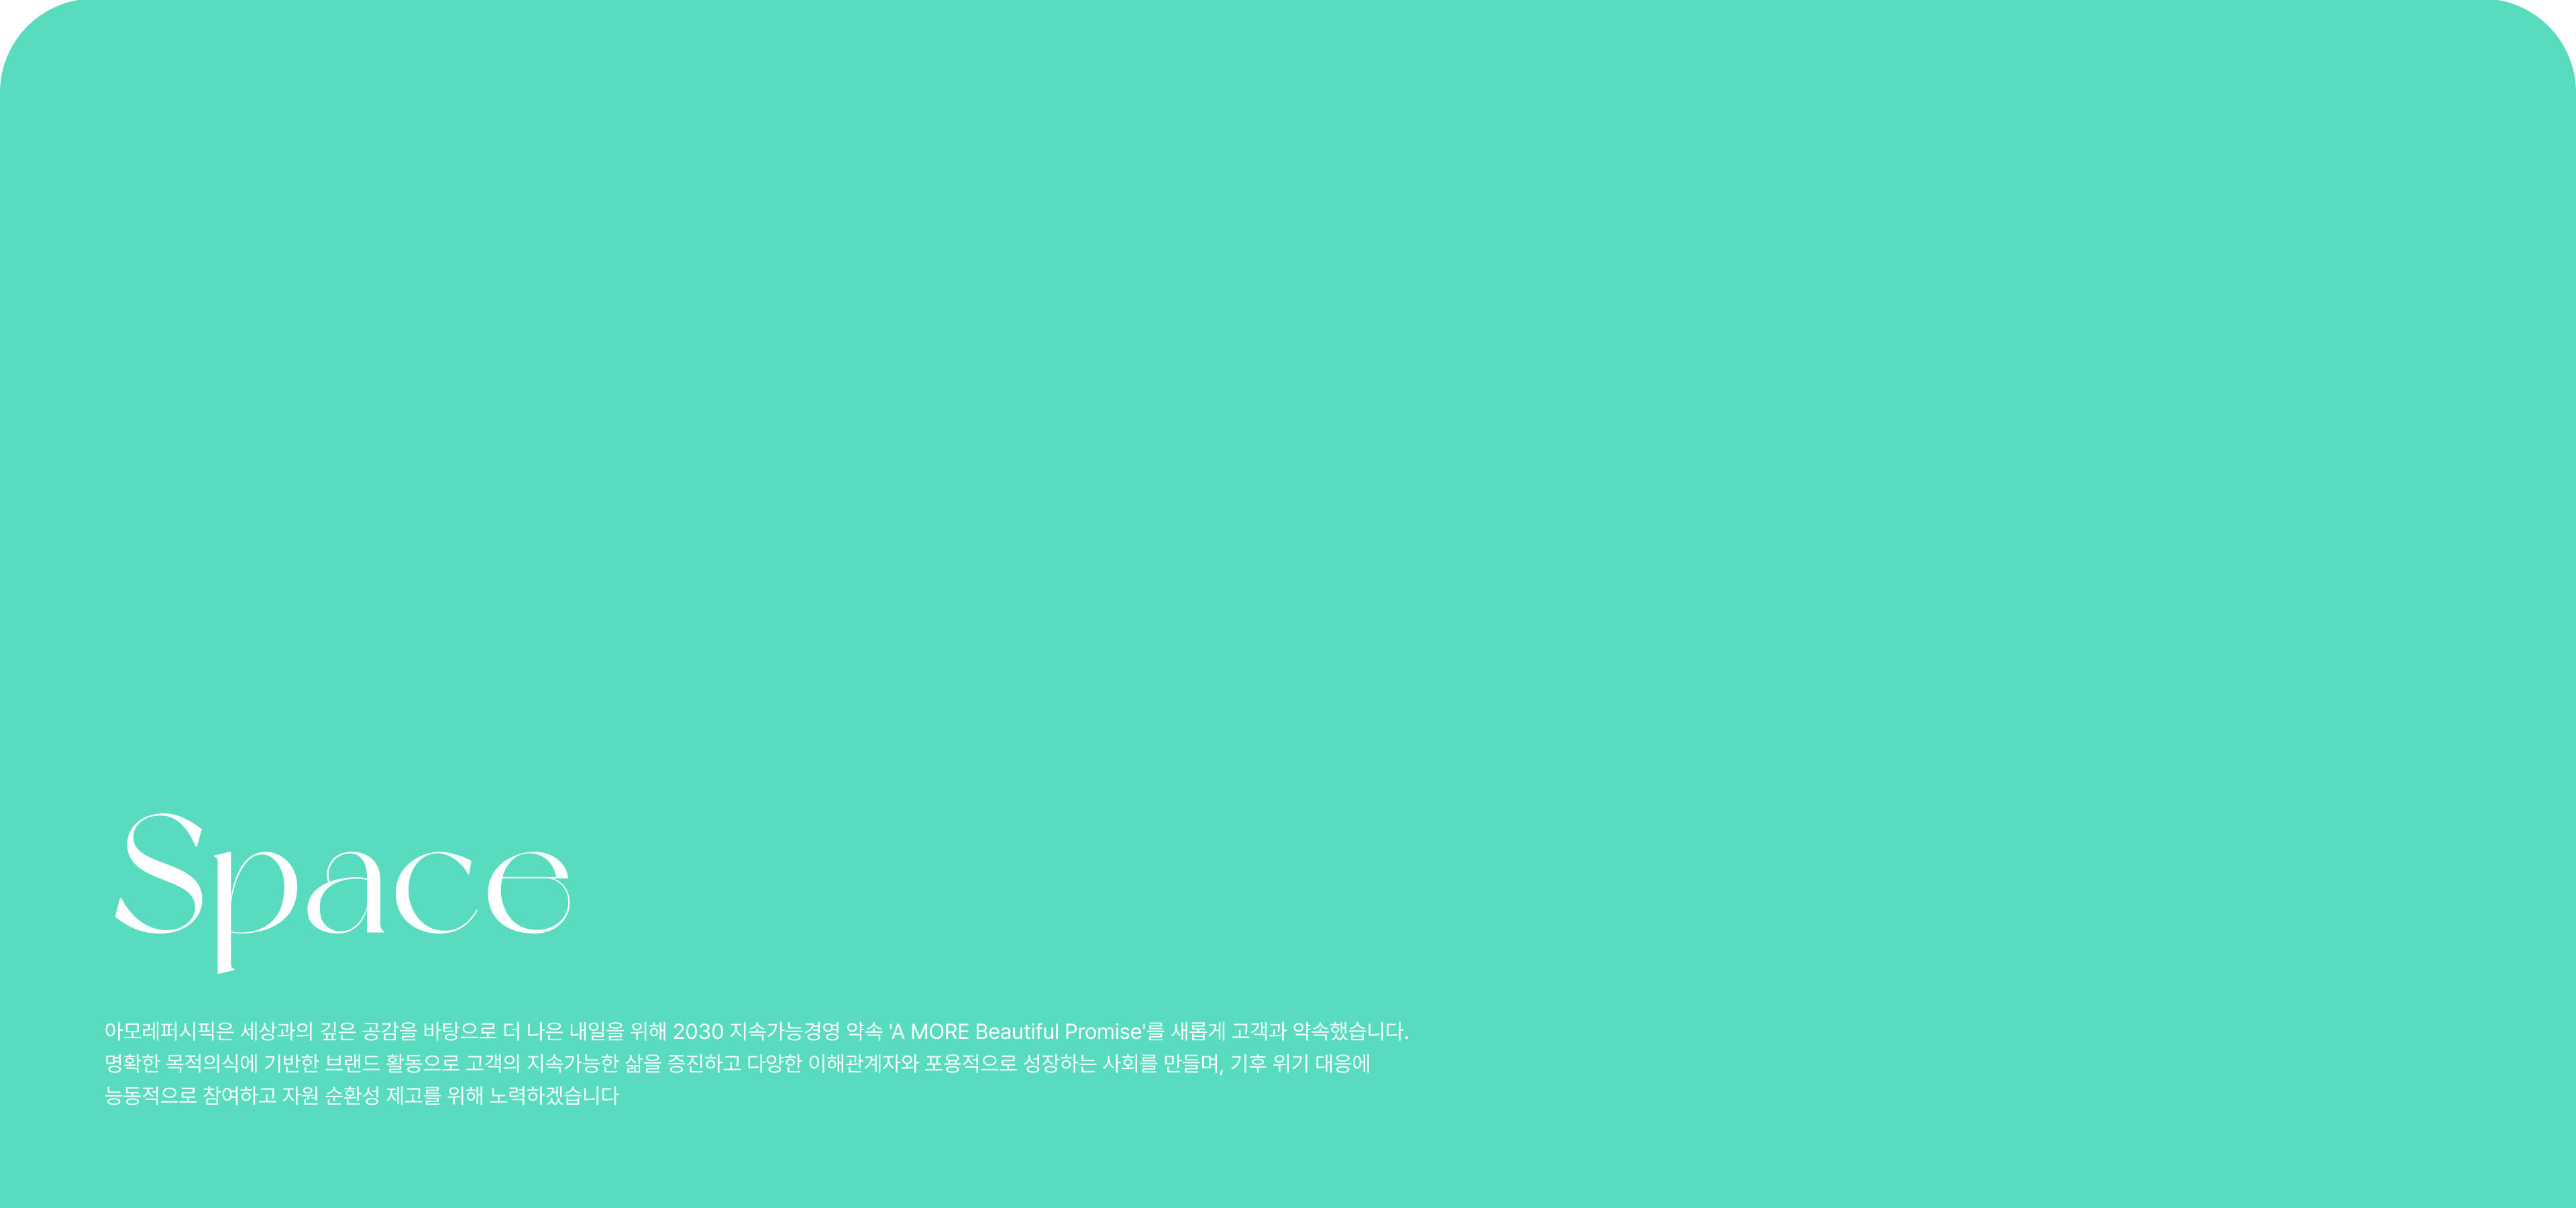 Space
아모레퍼시픽은 세상과의 깊은 공감을 바탕으로 더 나은 내일을 위해 2030 지속가능경영 약속 'A MORE Beautiful Promise'를 새롭게 고객과 약속했습니다.
명확한 목적의식에 기반한 브랜드 활동으로 고객의 지속가능한 삶을 증진하고 다양한 이해관계자와 포용적으로 성장하는 사회를 만들며, 기후 위기 대응에
능동적으로 참여하고 자원 순환성 제고를 위해 노력하겠습니다